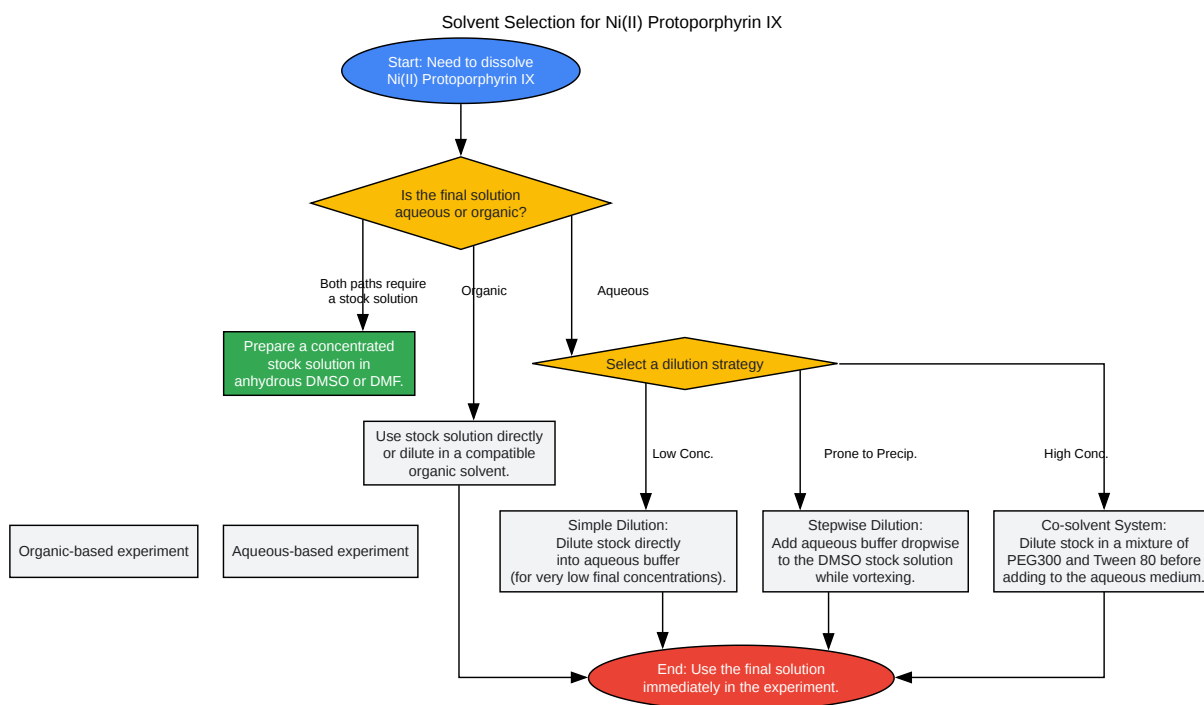 Solvent Selection for Ni(II) Protoporphyrin IX
Start: Need to dissolve
Ni(II) Protoporphyrin IX
Is the final solution
aqueous or organic?
Both paths require
a stock solution
Organic
Aqueous
Prepare a concentrated
stock solution in
anhydrous DMSO or DMF.
Select a dilution strategy
Use stock solution directly
or dilute in a compatible
organic solvent.
Low Conc.
Prone to Precip.
High Conc.
Organic-based experiment
Aqueous-based experiment
Simple Dilution:
Dilute stock directly
into aqueous buffer
(for very low final concentrations).
Stepwise Dilution:
Add aqueous buffer dropwise
to the DMSO stock solution
while vortexing.
Co-solvent System:
Dilute stock in a mixture of
PEG300 and Tween 80 before
adding to the aqueous medium.
End: Use the final solution
immediately in the experiment.